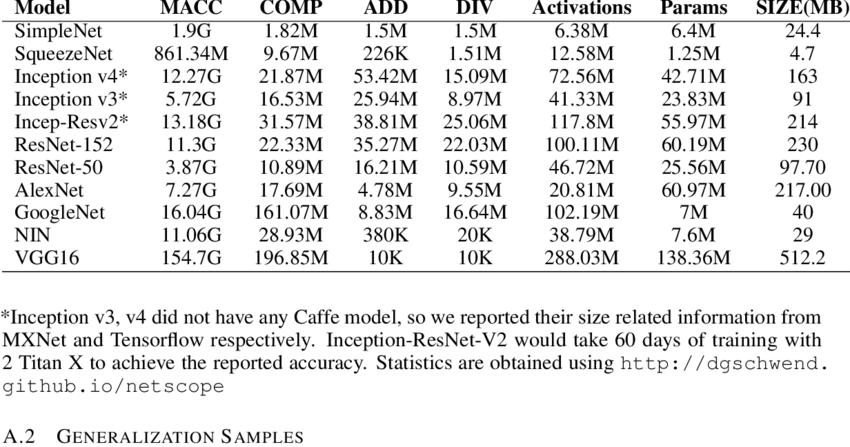 Model MACC COMP ADD DIV Activations Params SIZE(MB)
SimpleNet 1.9G 1.82M 1.5M 1.5M 6.38M 6.4M 24.4
SqueezeNet 861.34M 9.67M 226K 1.51M 12.58M 1.25M 4.7
Inception v4* 12.27G 21.87M 53.42M 15.09M 72.56M 42.71M 163
Inception v3* 5.72G 16.53M 25.94M 8.97M 41.33M 23.83M 91
Incep-Resv2* 13.18G 31.57M 38.81M 25.06M 117.8M 55.97M 214
ResNet-152 11.3G 22.33M 35.27M 22.03M 100.11M 60.19M 230
ResNet-50 3.87G 10.89M 16.21M 10.59M 46.72M 25.56M 97.70
AlexNet 7.27G 17.69M 4.78M 9.55M 20.81M 60.97M 217.00
GoogleNet 16.04G 161.07M 8.83M 16.64M 102.19M 7M 40
NIN 11.06G 28.93M 380K 20K 38.79M 7.6M 29
VGG16 154.7G 196.85M 10K 10K 288.03M 138.36M 512.2
*Inception v3, v4 did not have any Caffe model, so we reported their size related information from
MXNet and Tensorflow respectively. Inception-ResNet-V2 would take 60 days of training with
2 Titan X to achieve the reported accuracy. Statistics are obtained using http://dgschwend.
github.io/netscope
A.2 GENERALIZATION SAMPLES